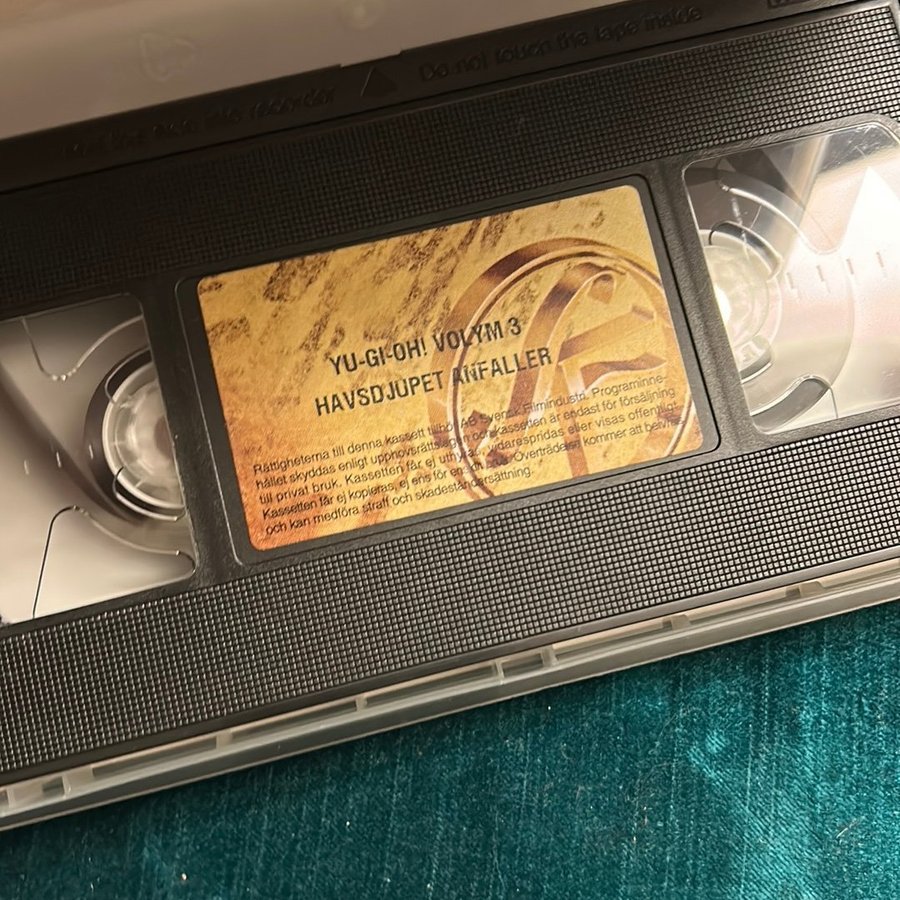 Do not touch the tape inside
YU-GI-OH! VOLYM 3
HAVSDJUPET ANFALLER
Rättigheterna till denna kassett tillhör AB Svensk Filmindustri. Programinne-
hållet skyddas enligt upphovsrättslagen och kassetten är endast för försäljning
till privat bruk. Kassetten får ej uthyras, vidarespridas eller visas offentligt.
Kassetten får ej kopieras, ej ens för enskilt bruk. Överträdelse kommer att beivras
och kan medföra straff och skadeståndsersättning.